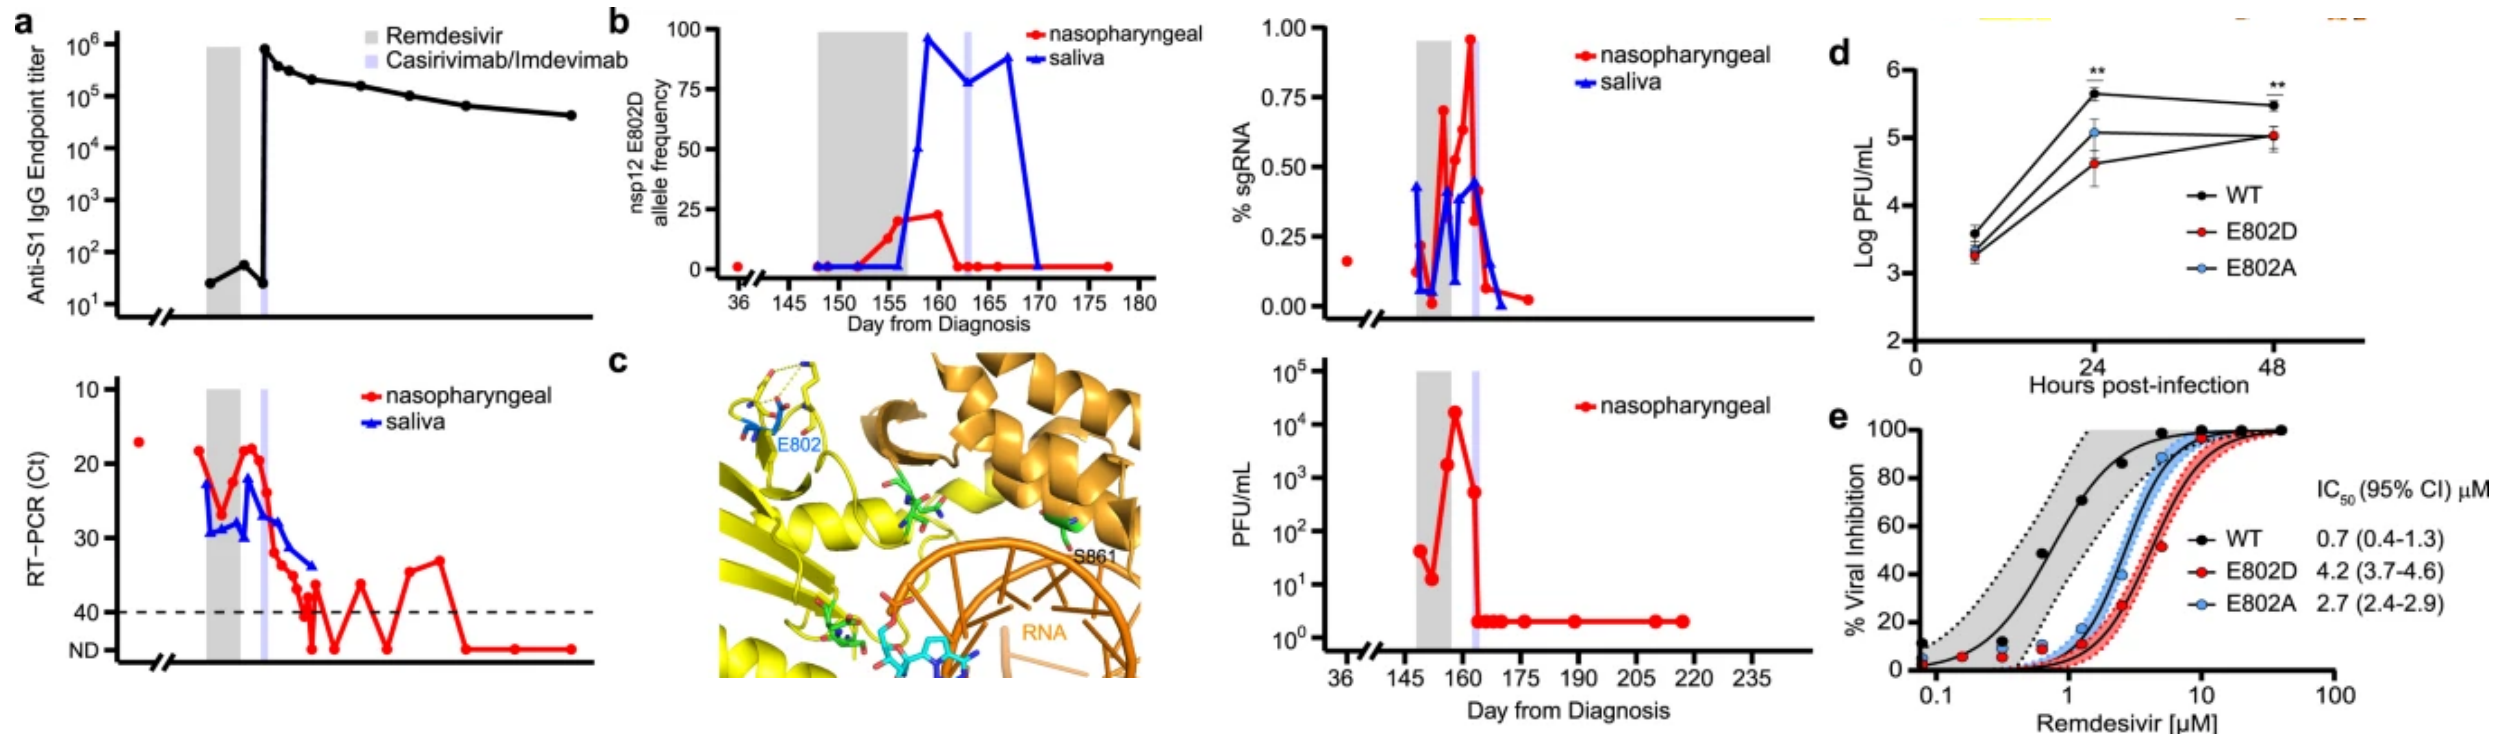 a
Anti-S1 IgG Endpoint titer
10⁶
10⁵
10⁴
10³
10²
10¹
Remdesivir
Casirivimab/Imdevimab
RT-PCR (Ct)
10
20
30
40
ND
nasopharyngeal
saliva
b
nsp12 E802D
allele frequency
100
75
50
25
0
nasopharyngeal
saliva
36 145 150 155 160 165 170 175 180
Day from Diagnosis
c
E802
S861
RNA
% sgRNA
1.00
0.75
0.50
0.25
0.00
nasopharyngeal
saliva
PFU/mL
10⁵
10⁴
10³
10²
10¹
10⁰
nasopharyngeal
36 145 160 175 190 205 220 235
Day from Diagnosis
d
Log PFU/mL
6
5
4
3
2
**
**
WT
E802D
E802A
0 24 48
Hours post-infection
e
% Viral Inhibition
100
80
60
40
20
0
IC₅₀ (95% CI) μM
WT 0.7 (0.4-1.3)
E802D 4.2 (3.7-4.6)
E802A 2.7 (2.4-2.9)
0.1 1 10 100
Remdesivir [μM]